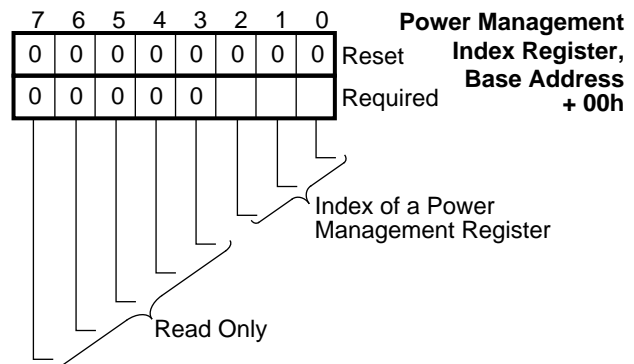 7 6 5 4 3 2 1 0
0 0 0 0 0 0 0 0 Reset
0 0 0 0 0 Required
Power Management
Index Register,
Base Address
+ 00h
Index of a Power
Management Register
Read Only